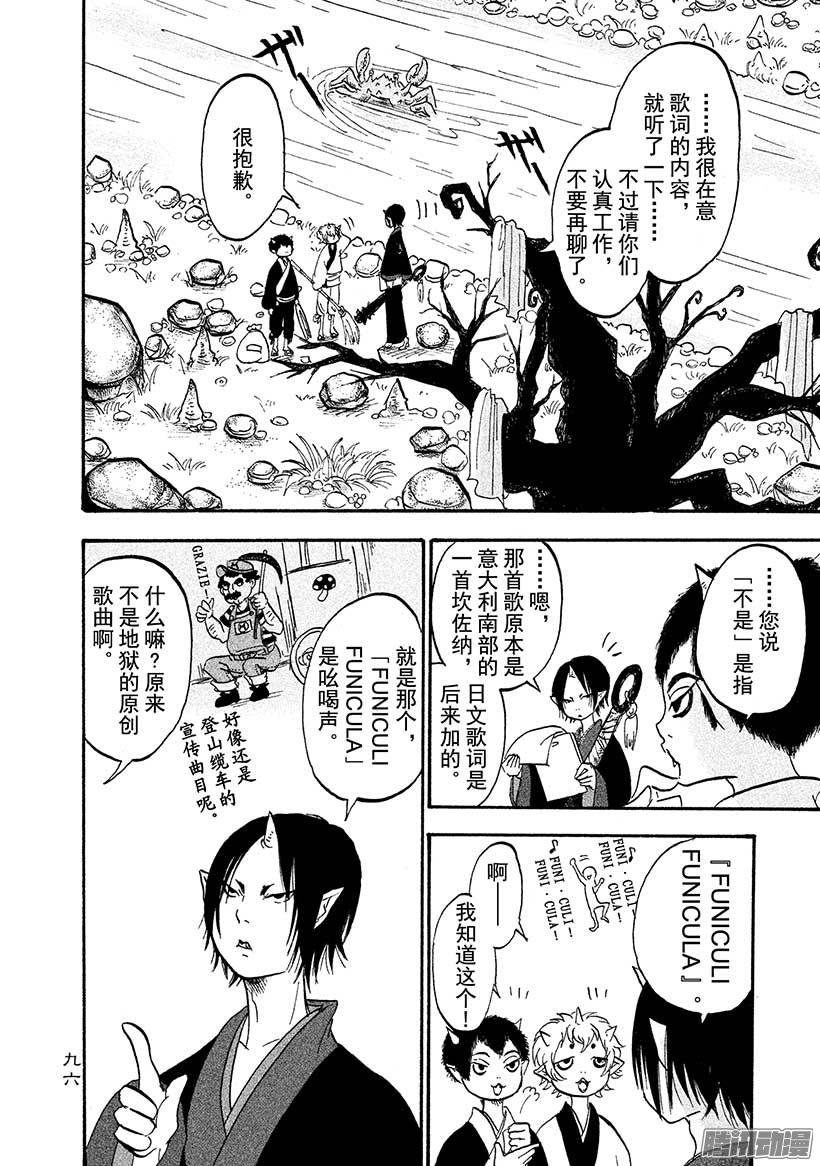 ……我很在意
歌词的内容，
就听了一下……
不过请你们
认真工作，
不要再聊了。
很抱歉。
……您说
「不是」是指
……嗯，
那首歌原本是
意大利南部的
一首坎佐纳，
日文歌词是
后来加的。
『FUNICULI
FUNICULA』。
FUNI・CULI—
FUNI・CULA—
FUNI・CULI—
FUNI・CULA—
啊——
我知道这个！
就是那个，
「FUNICULI
FUNICULA」
是吆喝声。
GRAZIE—
好像还是
登山缆车的
宣传曲目呢。
什么嘛？原来
不是地狱的原创
歌曲啊。
九六
腾讯动漫